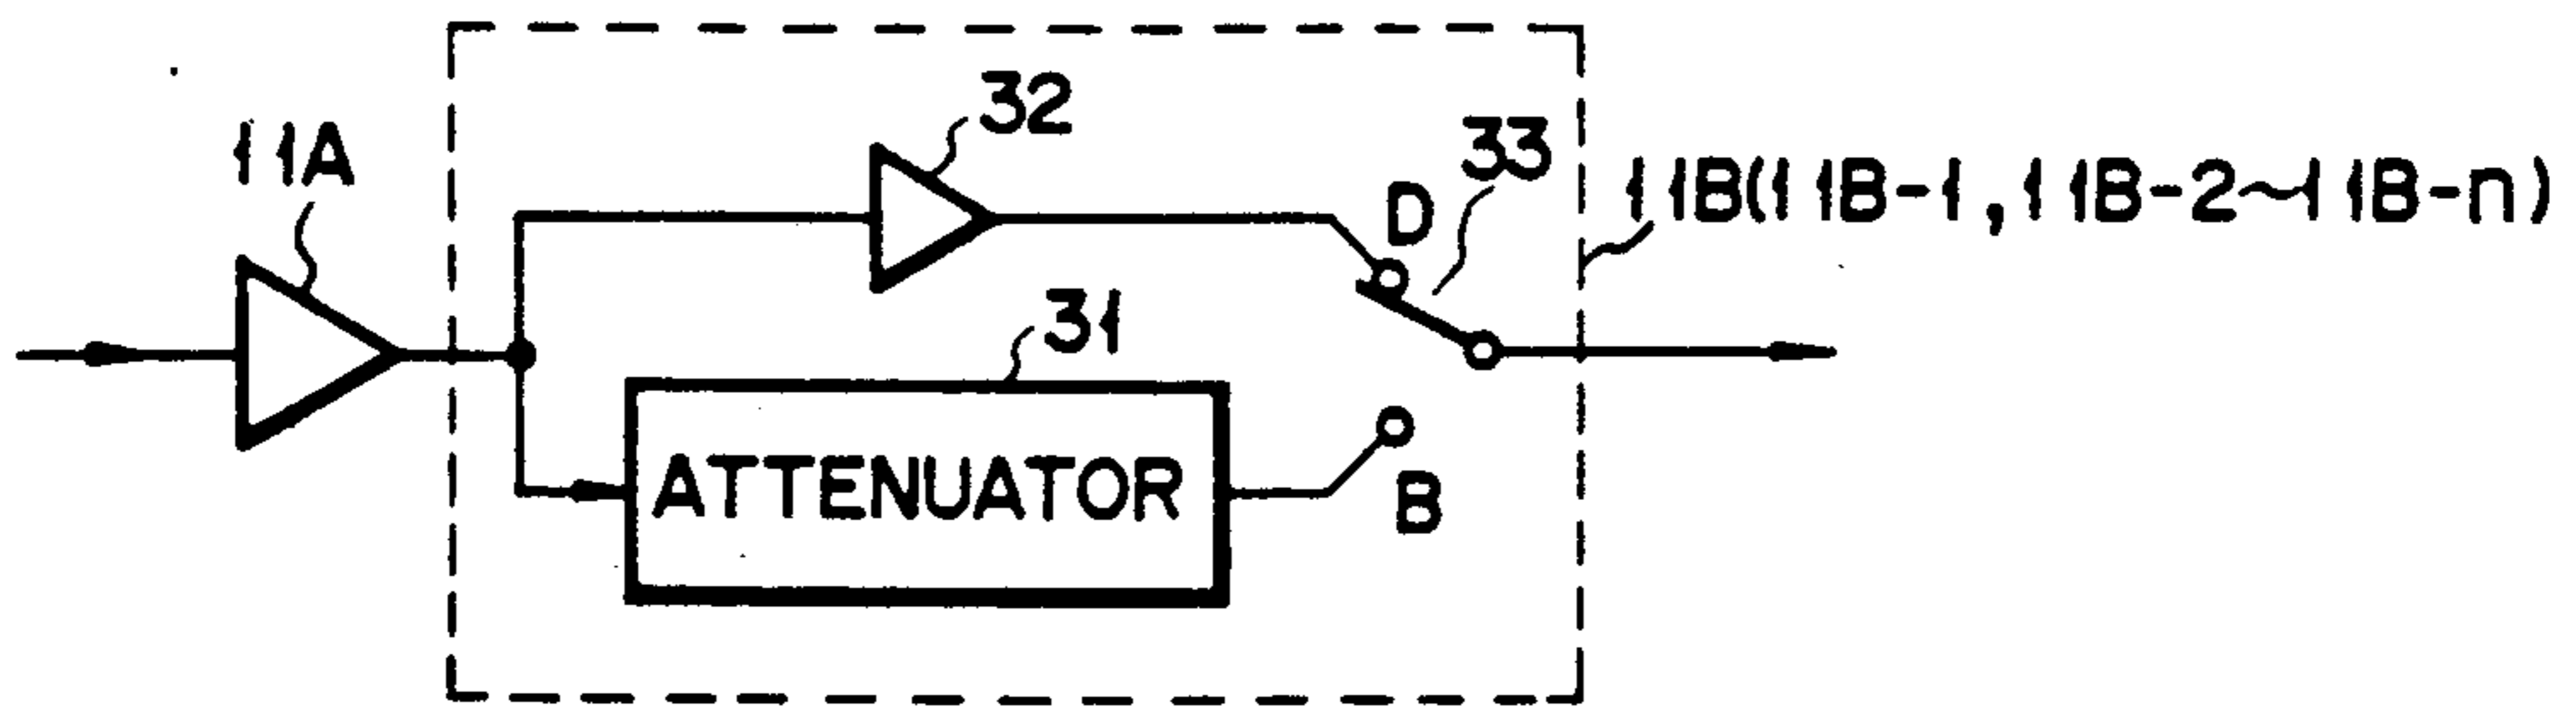 32
11A
33
11B(11B-1,11B-2~11B-n)
D
31
ATTENUATOR
B